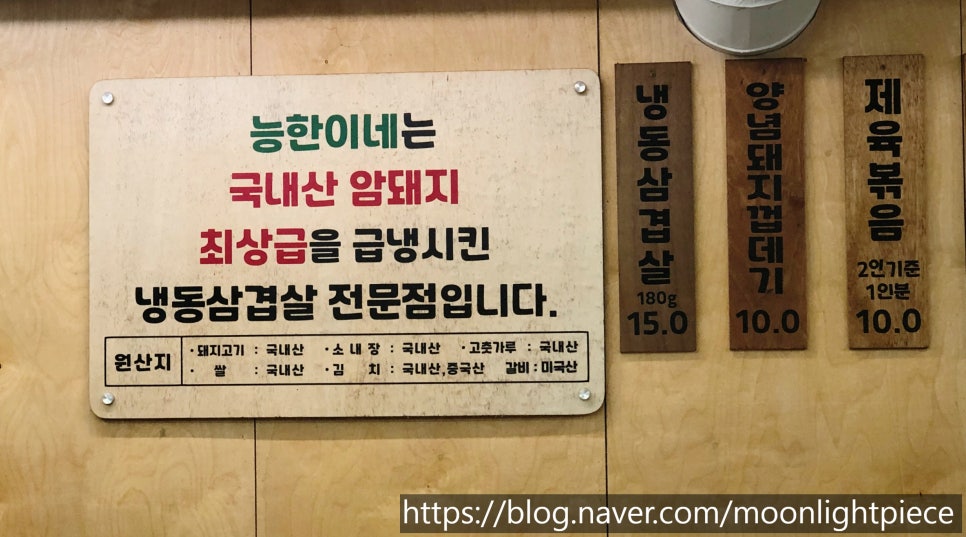 능한이네는
국내산 암돼지
최상급을 급냉시킨
냉동삼겹살 전문점입니다.
원산지
·돼지고기 : 국내산 ·소 내 장 : 국내산 ·고춧가루 : 국내산
· 쌀 : 국내산 ·김 치 : 국내산,중국산 갈비 : 미국산
냉동삼겹살
180g
15.0
양념돼지껍데기
10.0
제육볶음
2인기준
1인분
10.0
https://blog.naver.com/moonlightpiece